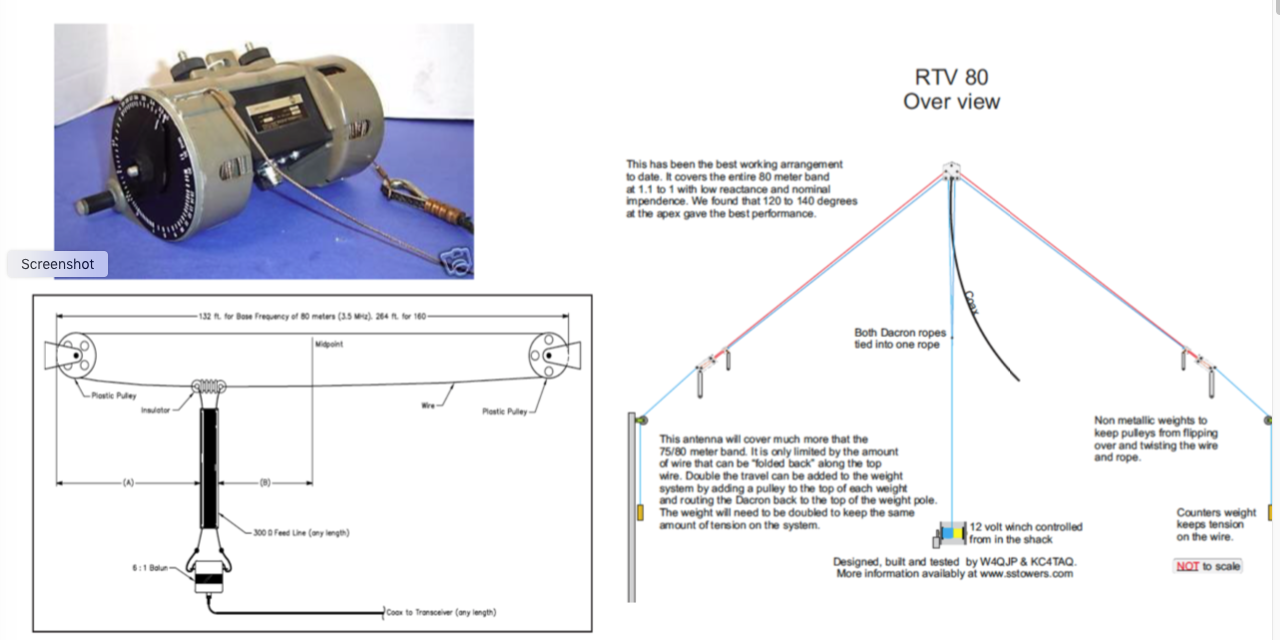 Screenshot
132 ft. for Base Frequency of 80 meters (3.5 MHz). 264 ft. for 160
Midpoint
Plastic Pulley
Insulator
Wire
Plastic Pulley
(A)
(B)
300 Ω Feed Line (any length)
6 : 1 Balun
Coax to Transceiver (any length)
RTV 80
Over view
This has been the best working arrangement
to date. It covers the entire 80 meter band
at 1.1 to 1 with low reactance and nominal
impendence. We found that 120 to 140 degrees
at the apex gave the best performance.
Coax
Both Dacron ropes
tied into one rope
This antenna will cover much more that the
75/80 meter band. It is only limited by the amount
of wire that can be "folded back" along the top
wire. Double the travel can be added to the weight
system by adding a pulley to the top of each weight
and routing the Dacron back to the top of the weight pole.
The weight will need to be doubled to keep the same
amount of tension on the system.
Non metallic weights to
keep pulleys from flipping
over and twisting the wire
and rope.
12 volt winch controlled
from in the shack
Counters weight
keeps tension
on the wire.
NOT to scale
Designed, built and tested by W4QJP & KC4TAQ.
More information available at www.sstowers.com